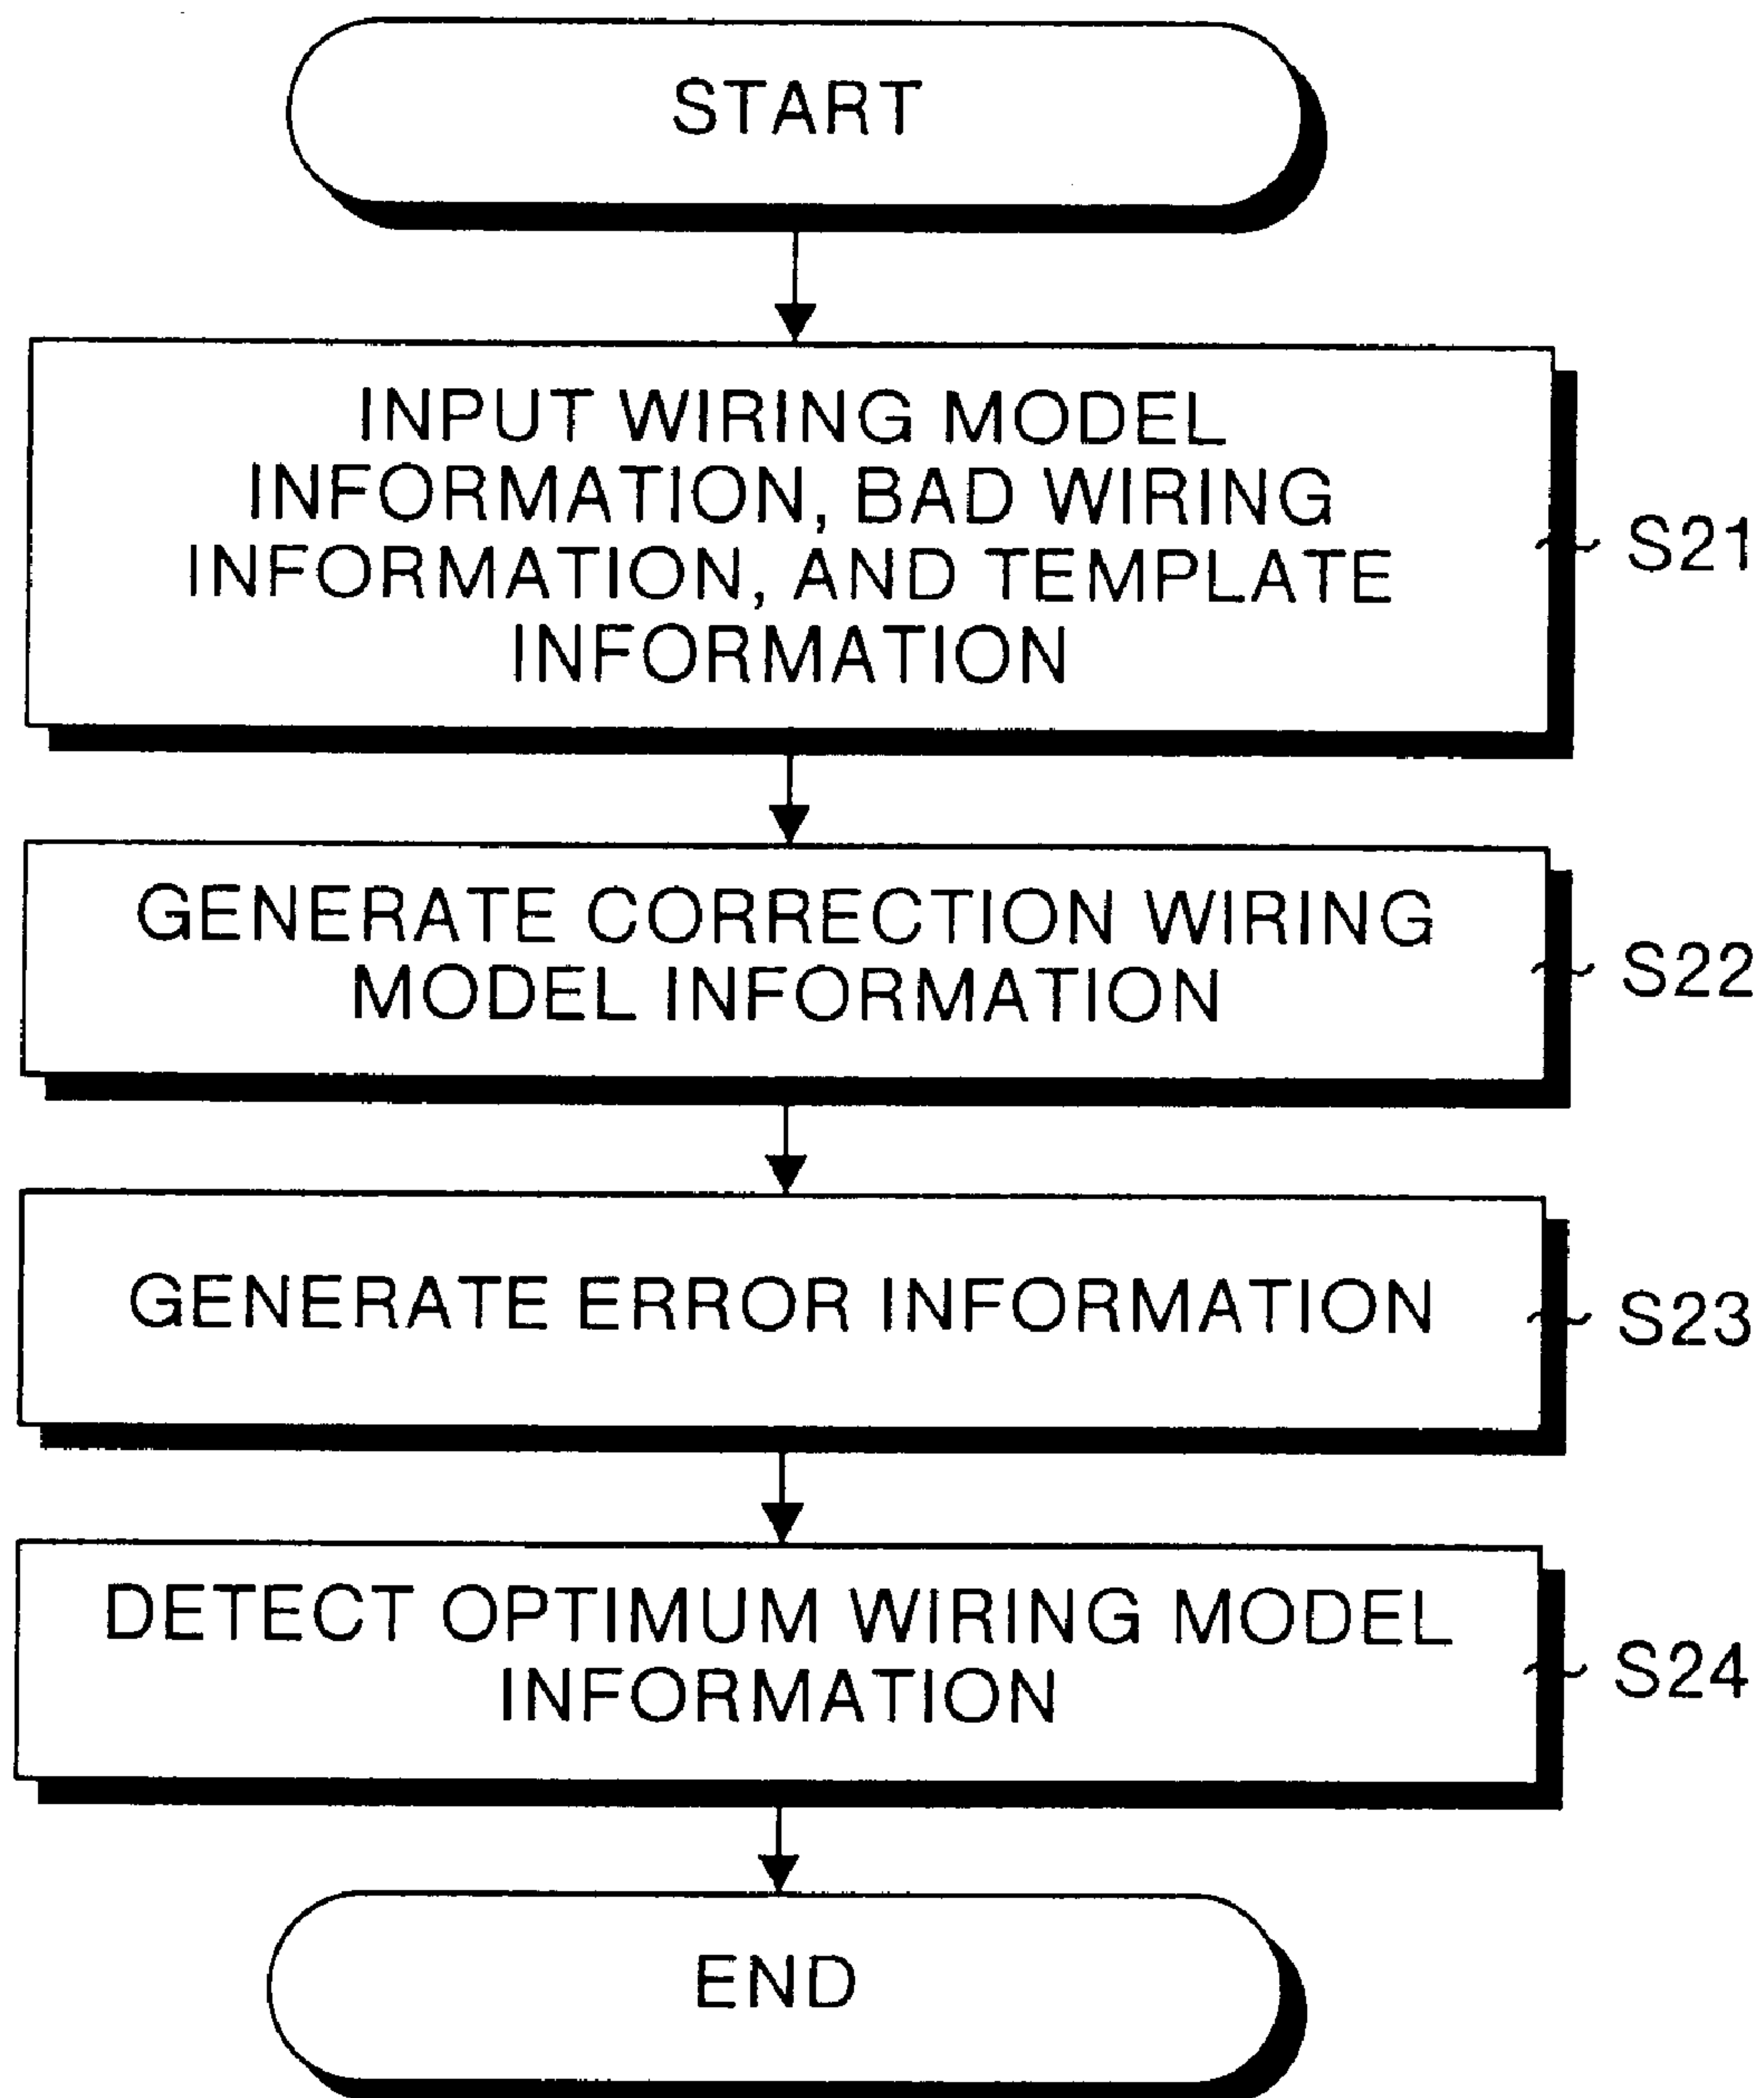 START
INPUT WIRING MODEL
INFORMATION, BAD WIRING
INFORMATION, AND TEMPLATE
INFORMATION
S21
GENERATE CORRECTION WIRING
MODEL INFORMATION
S22
GENERATE ERROR INFORMATION
S23
DETECT OPTIMUM WIRING MODEL
INFORMATION
S24
END